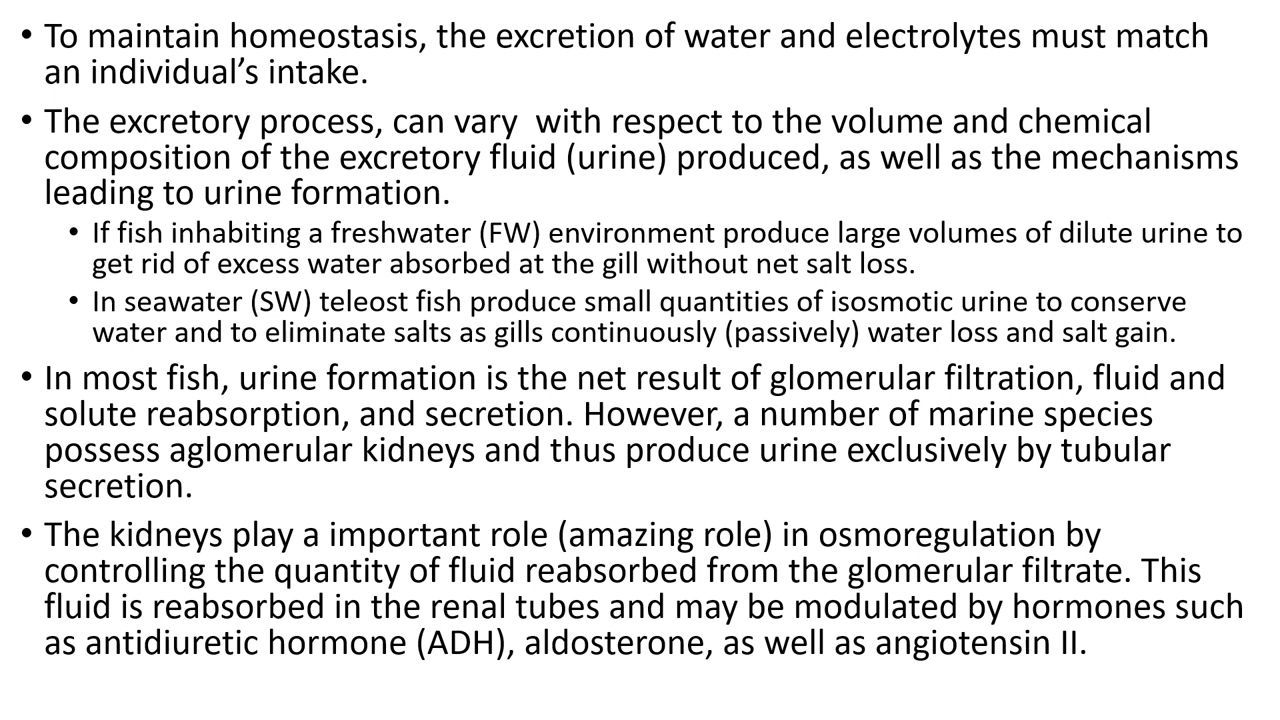 • To maintain homeostasis, the excretion of water and electrolytes must match
an individual’s intake.
• The excretory process, can vary  with respect to the volume and chemical
composition of the excretory fluid (urine) produced, as well as the mechanisms
leading to urine formation.
• If fish inhabiting a freshwater (FW) environment produce large volumes of dilute urine to
get rid of excess water absorbed at the gill without net salt loss.
• In seawater (SW) teleost fish produce small quantities of isosmotic urine to conserve
water and to eliminate salts as gills continuously (passively) water loss and salt gain.
• In most fish, urine formation is the net result of glomerular filtration, fluid and
solute reabsorption, and secretion. However, a number of marine species
possess aglomerular kidneys and thus produce urine exclusively by tubular
secretion.
• The kidneys play a important role (amazing role) in osmoregulation by
controlling the quantity of fluid reabsorbed from the glomerular filtrate. This
fluid is reabsorbed in the renal tubes and may be modulated by hormones such
as antidiuretic hormone (ADH), aldosterone, as well as angiotensin II.